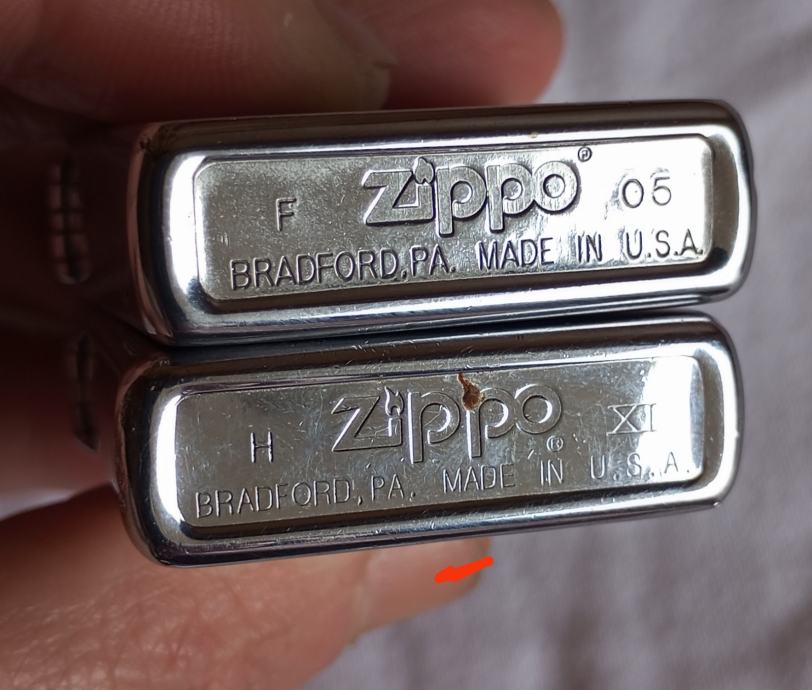 F zippo ® 05
BRADFORD, PA. MADE IN U.S.A.
H zippo ® XI
BRADFORD, PA. MADE IN U.S.A.